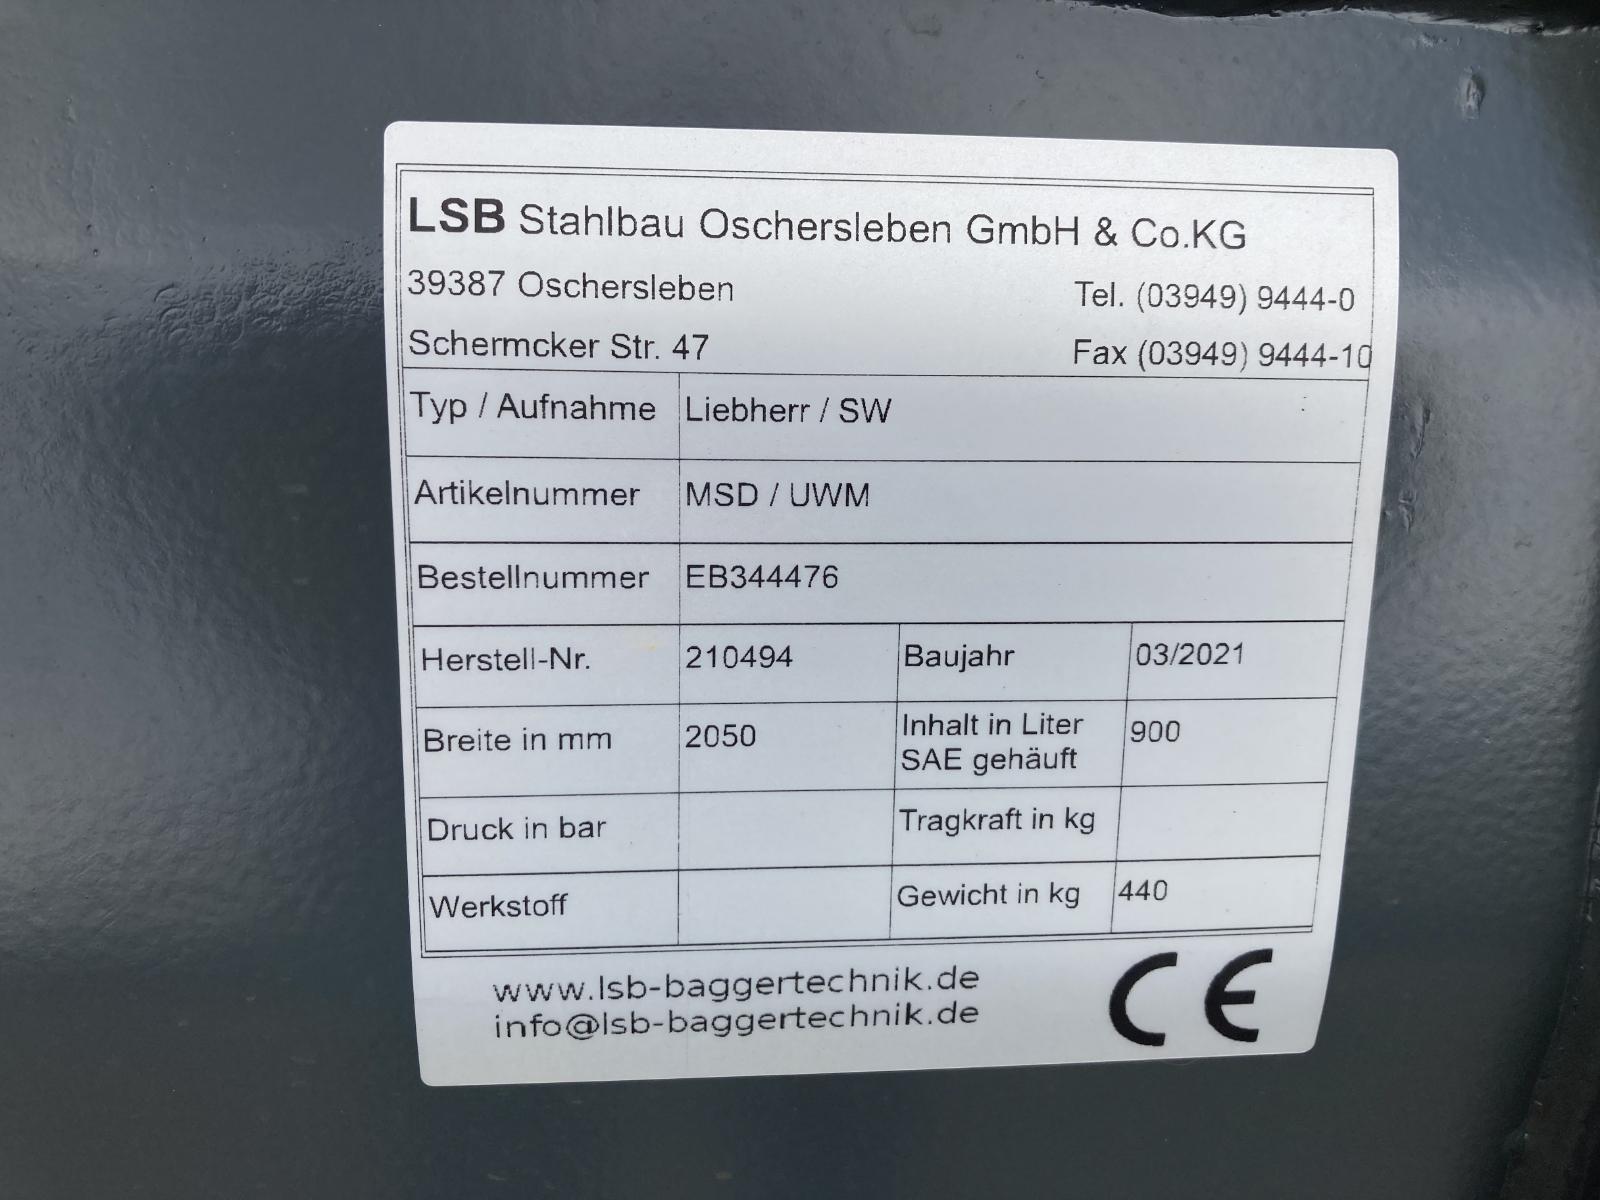 LSB Stahlbau Oschersleben GmbH & Co.KG
39387 Oschersleben Tel. (03949) 9444-0
Schermcker Str. 47 Fax (03949) 9444-10
Typ / Aufnahme Liebherr / SW
Artikelnummer MSD / UWM
Bestellnummer EB344476
Herstell-Nr. 210494 Baujahr 03/2021
Breite in mm 2050 Inhalt in Liter SAE gehäuft 900
Druck in bar Tragkraft in kg
Werkstoff Gewicht in kg 440
www.lsb-baggertechnik.de
info@lsb-baggertechnik.de
CE